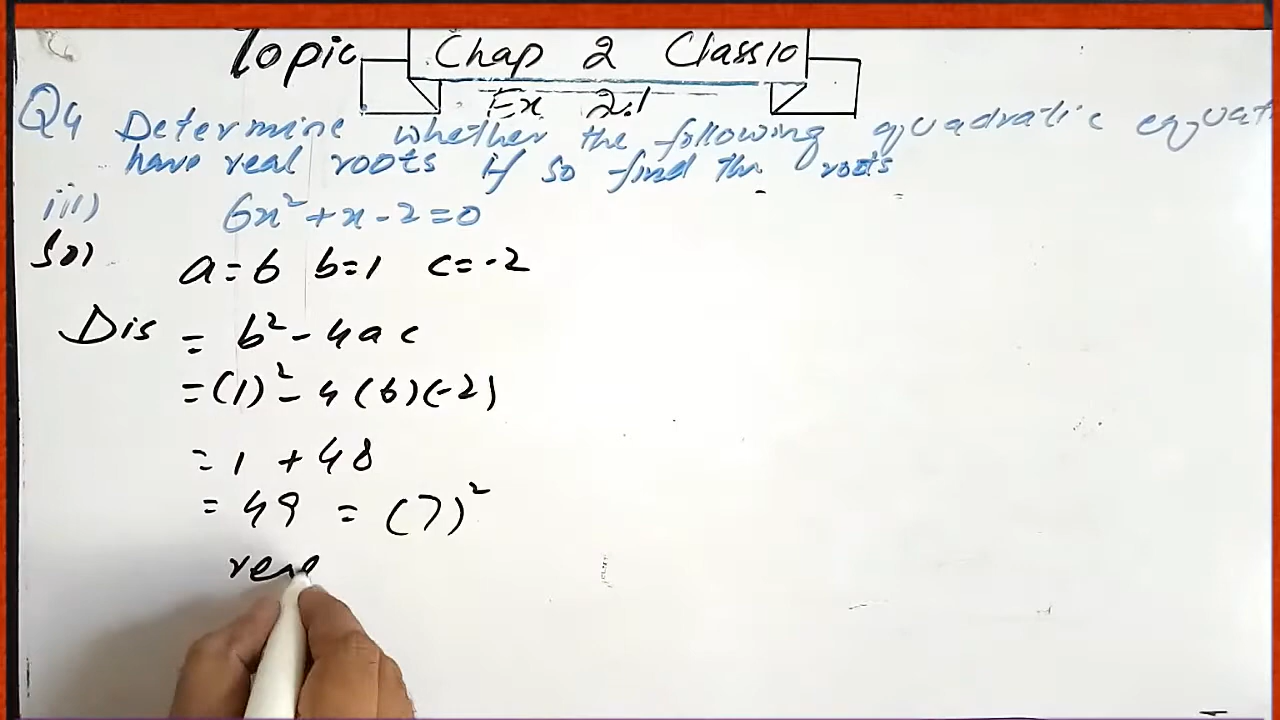 Topic Chap 2 Class 10
Ex 2.1
Q4 Determine whether the following quadratic equat
have real roots if so find the roots
iii) 6x²+x-2=0
Sol a=6 b=1 c=-2
Dis = b²-4ac
=(1)²-4(6)(-2)
=1+48
=49=(7)²
real